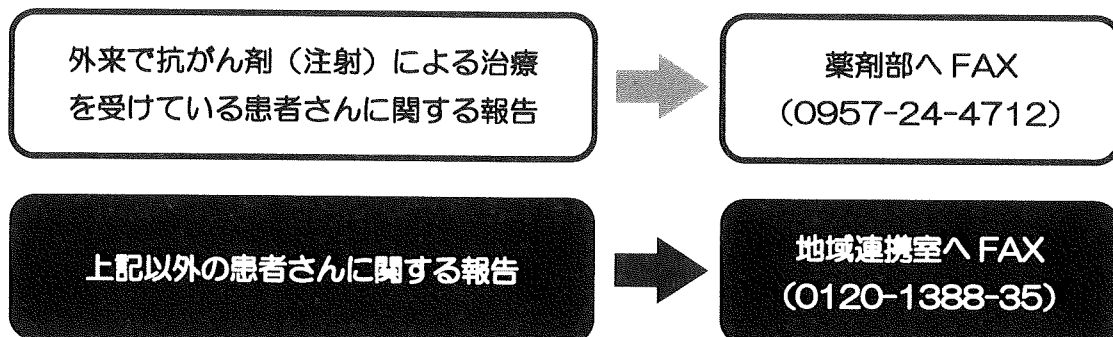 外来で抗がん剤（注射）による治療
を受けている患者さんに関する報告
薬剤部へ FAX
（0957-24-4712）
上記以外の患者さんに関する報告
地域連携室へ FAX
（0120-1388-35）